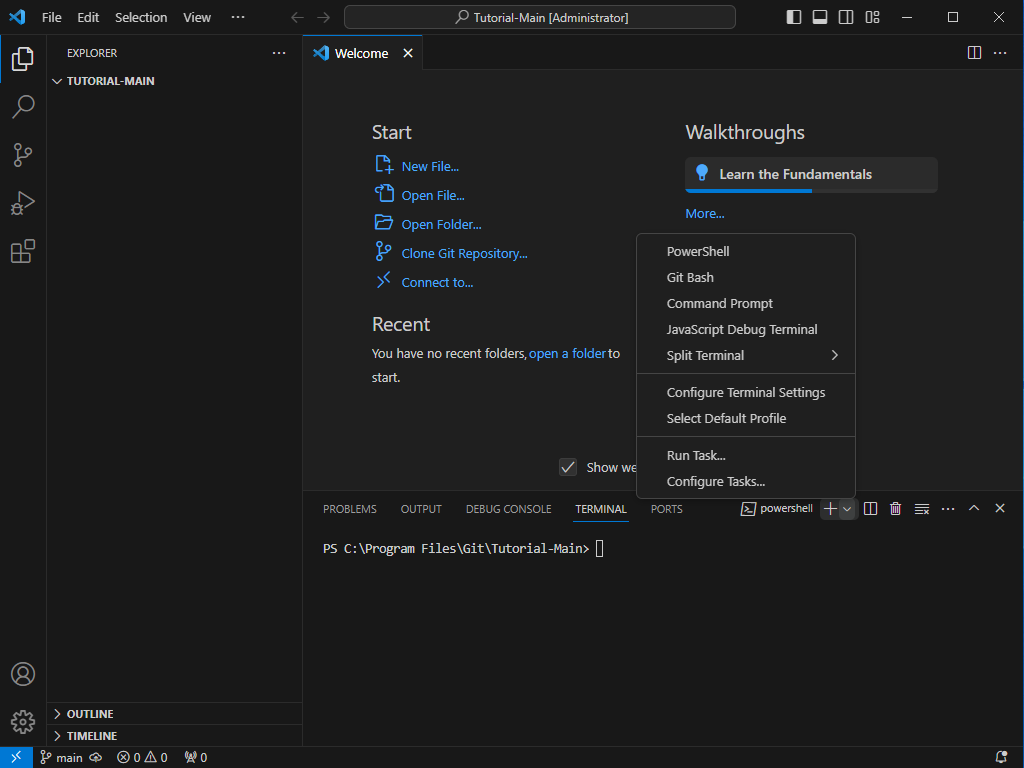 File Edit Selection View ···
Tutorial-Main [Administrator]
EXPLORER
TUTORIAL-MAIN
Welcome
Start
New File...
Open File...
Open Folder...
Clone Git Repository...
Connect to...
Recent
You have no recent folders, open a folder to
start.
Walkthroughs
Learn the Fundamentals
More...
Show we
PowerShell
Git Bash
Command Prompt
JavaScript Debug Terminal
Split Terminal
Configure Terminal Settings
Select Default Profile
Run Task...
Configure Tasks...
PROBLEMS OUTPUT DEBUG CONSOLE TERMINAL PORTS powershell
PS C:\Program Files\Git\Tutorial-Main>
OUTLINE
TIMELINE
main 0 0 0